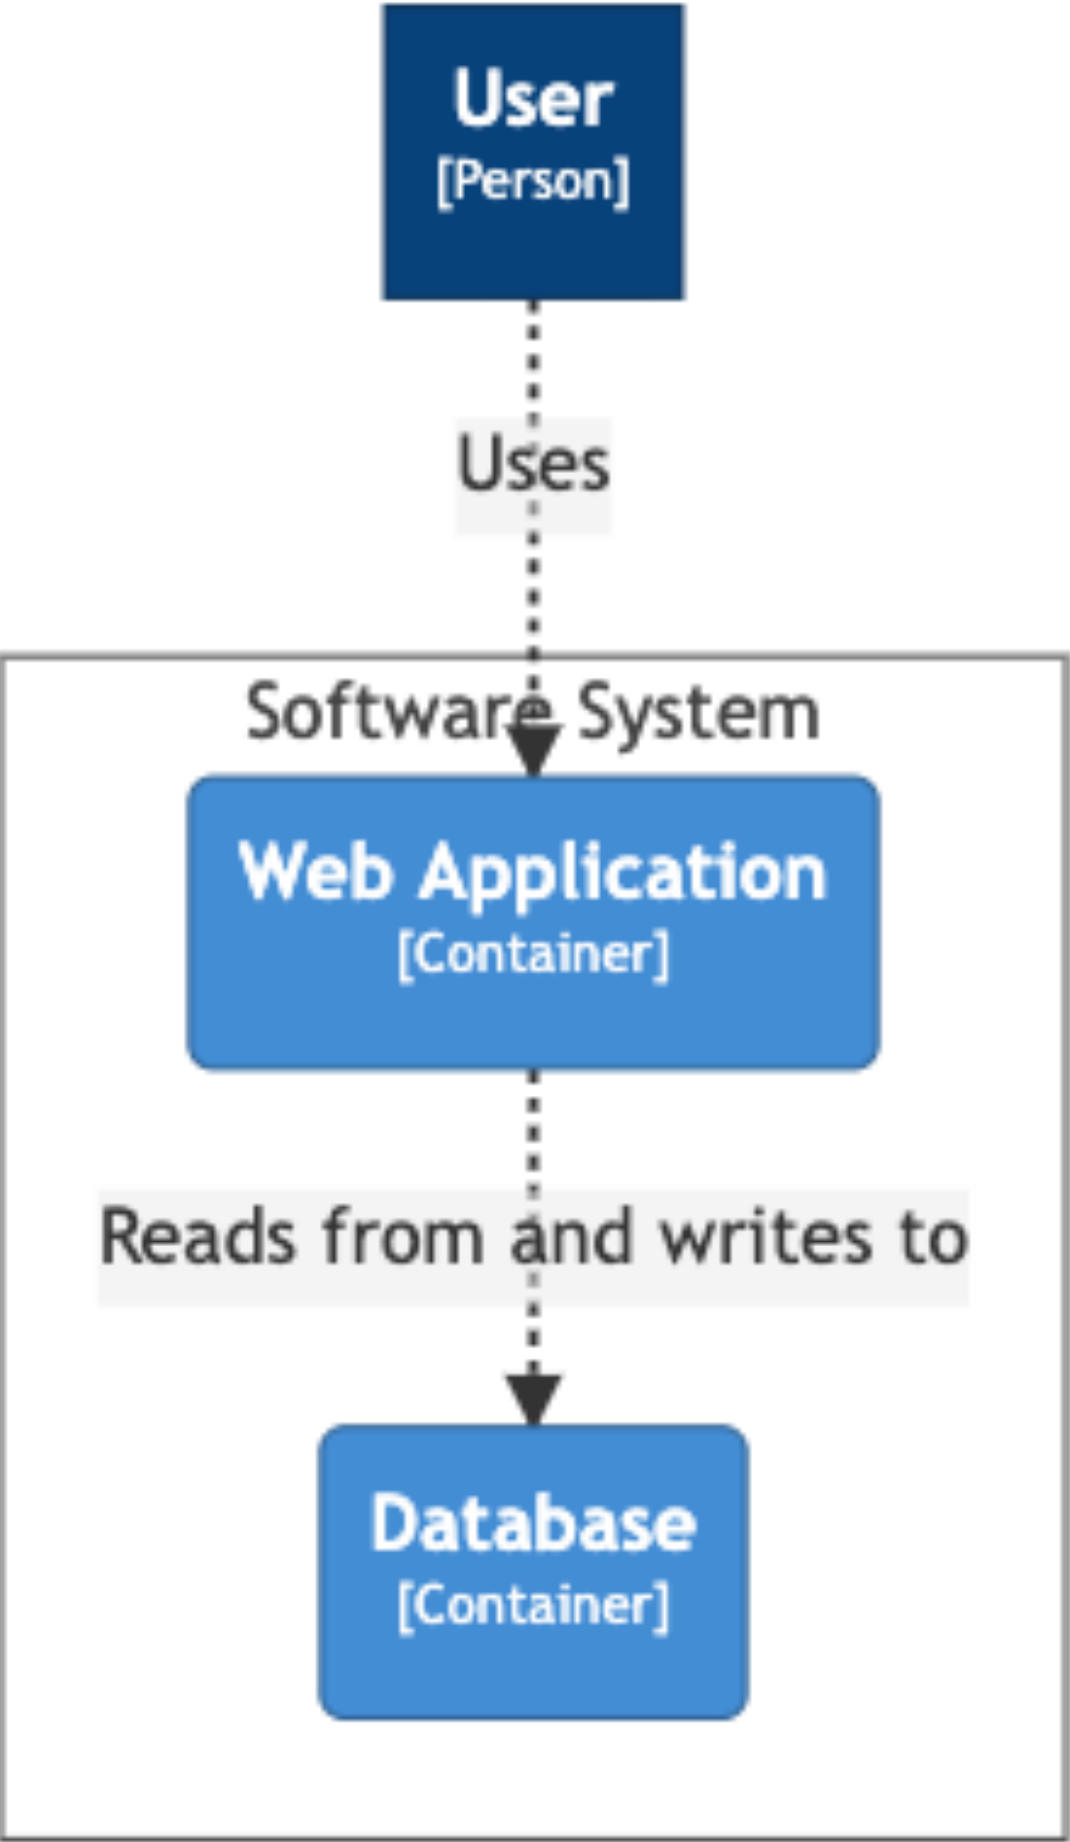 User
[Person]
Uses
Software System
Web Application
[Container]
Reads from and writes to
Database
[Container]